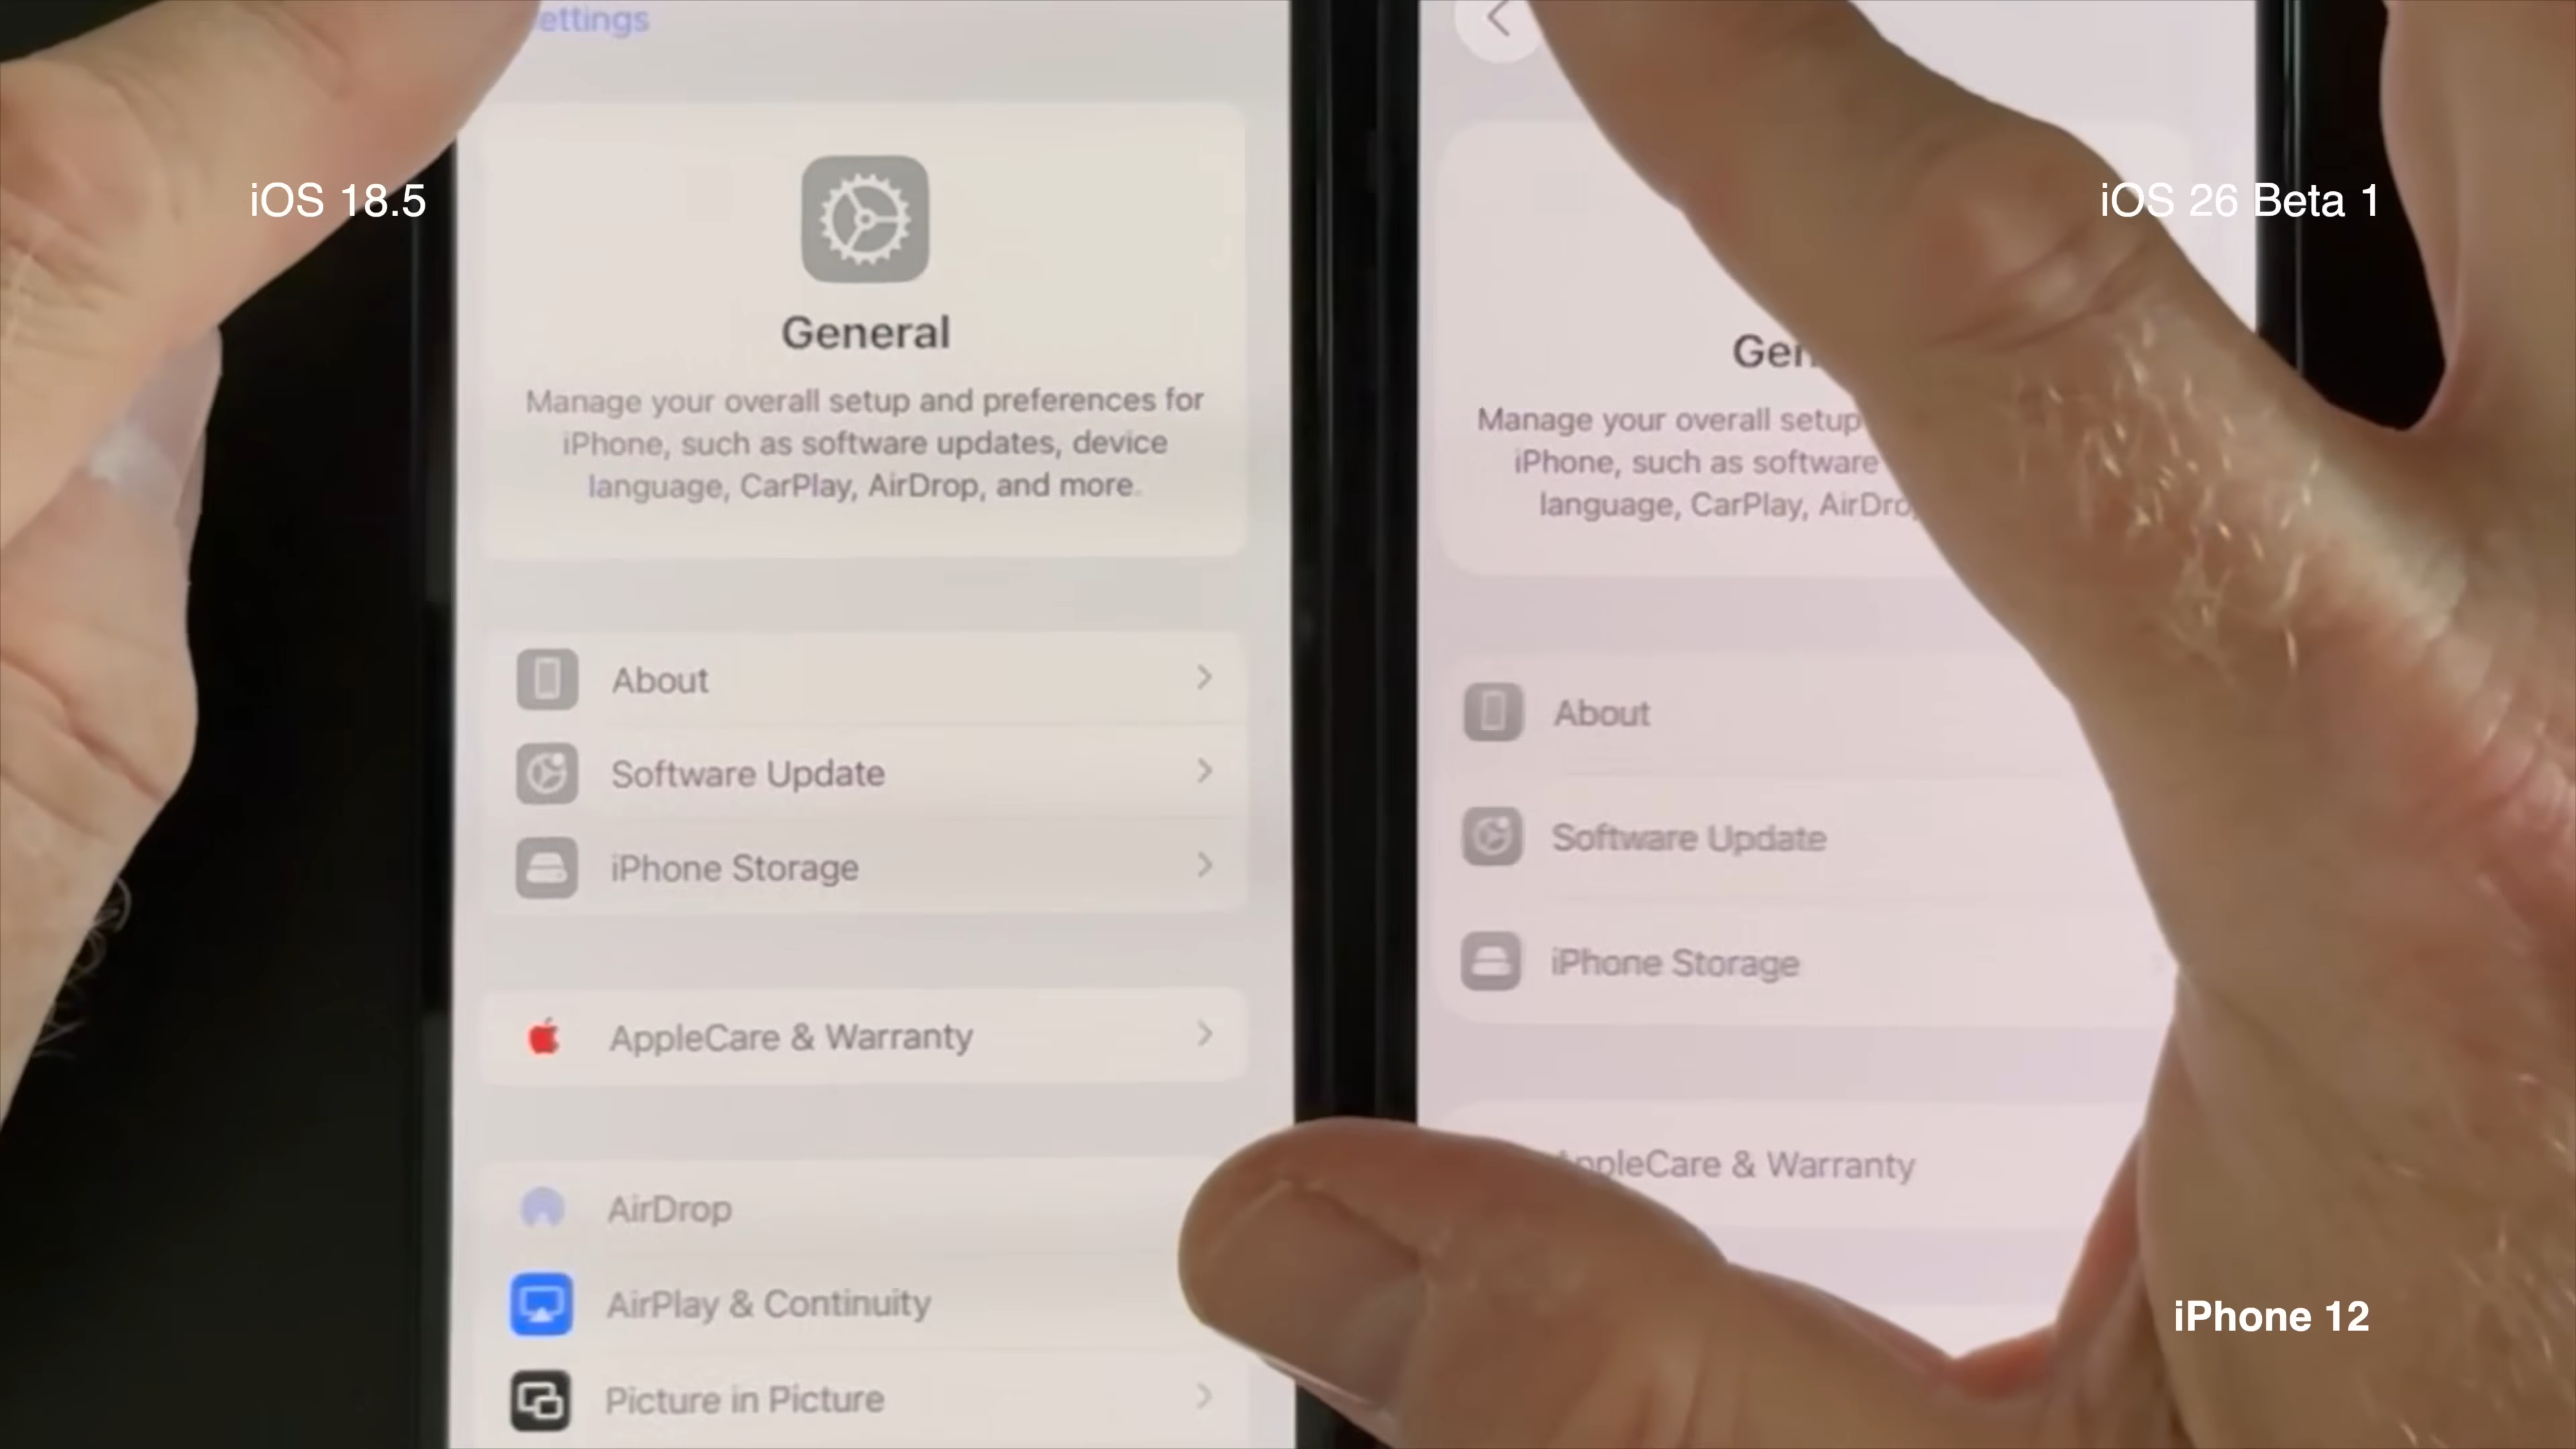 ettings
iOS 18.5
iOS 26 Beta 1
General
Manage your overall setup and preferences for
iPhone, such as software updates, device
language, CarPlay, AirDrop, and more.
About
Software Update
iPhone Storage
AppleCare & Warranty
AirDrop
AirPlay & Continuity
Picture in Picture
Gen
Manage your overall setup
iPhone, such as software
language, CarPlay, AirDro
About
Software Update
iPhone Storage
ppleCare & Warranty
iPhone 12